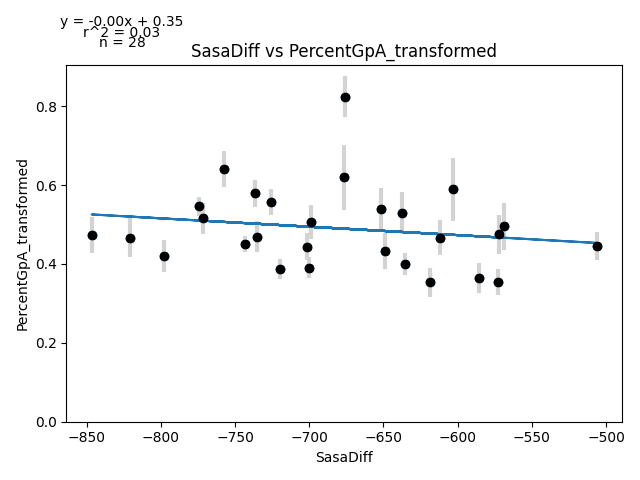 y = -0.00x + 0.35
r^2 = 0.03
n = 28
SasaDiff vs PercentGpA_transformed
PercentGpA_transformed
0.8
0.6
0.4
0.2
0.0
−850 −800 −750 −700 −650 −600 −550 −500
SasaDiff